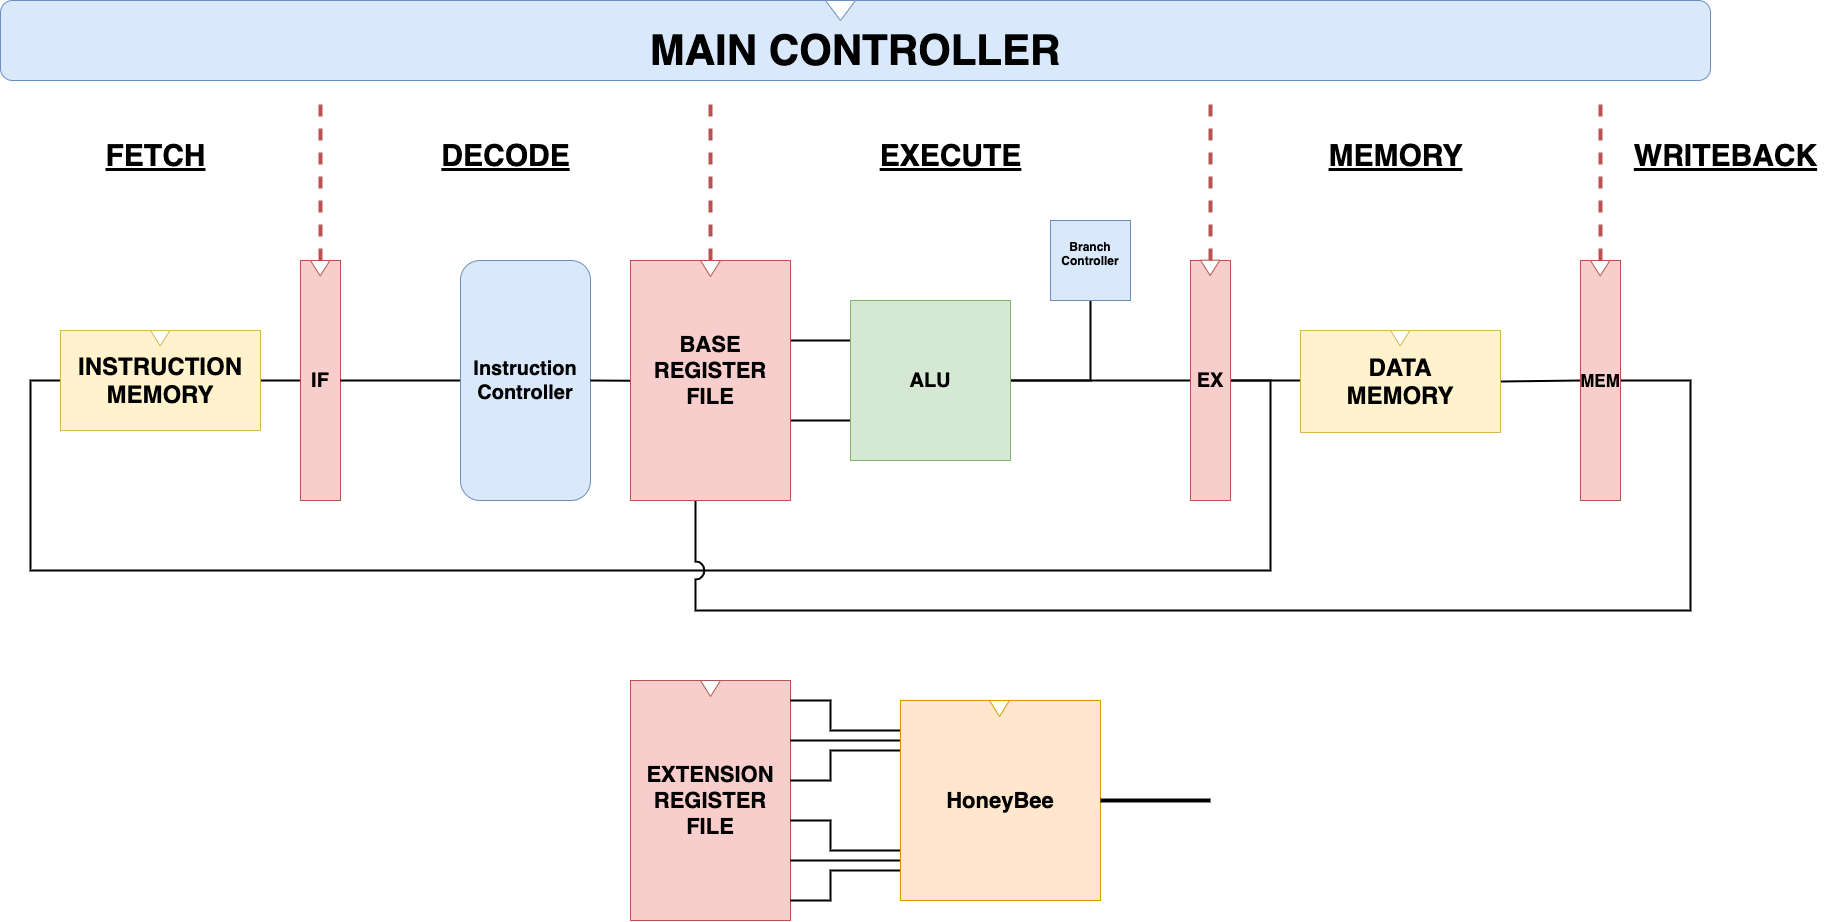 MAIN CONTROLLER
FETCH
DECODE
EXECUTE
MEMORY
WRITEBACK
Branch
Controller
INSTRUCTION
MEMORY
IF
Instruction
Controller
BASE
REGISTER
FILE
ALU
EX
DATA
MEMORY
MEM
EXTENSION
REGISTER
FILE
HoneyBee